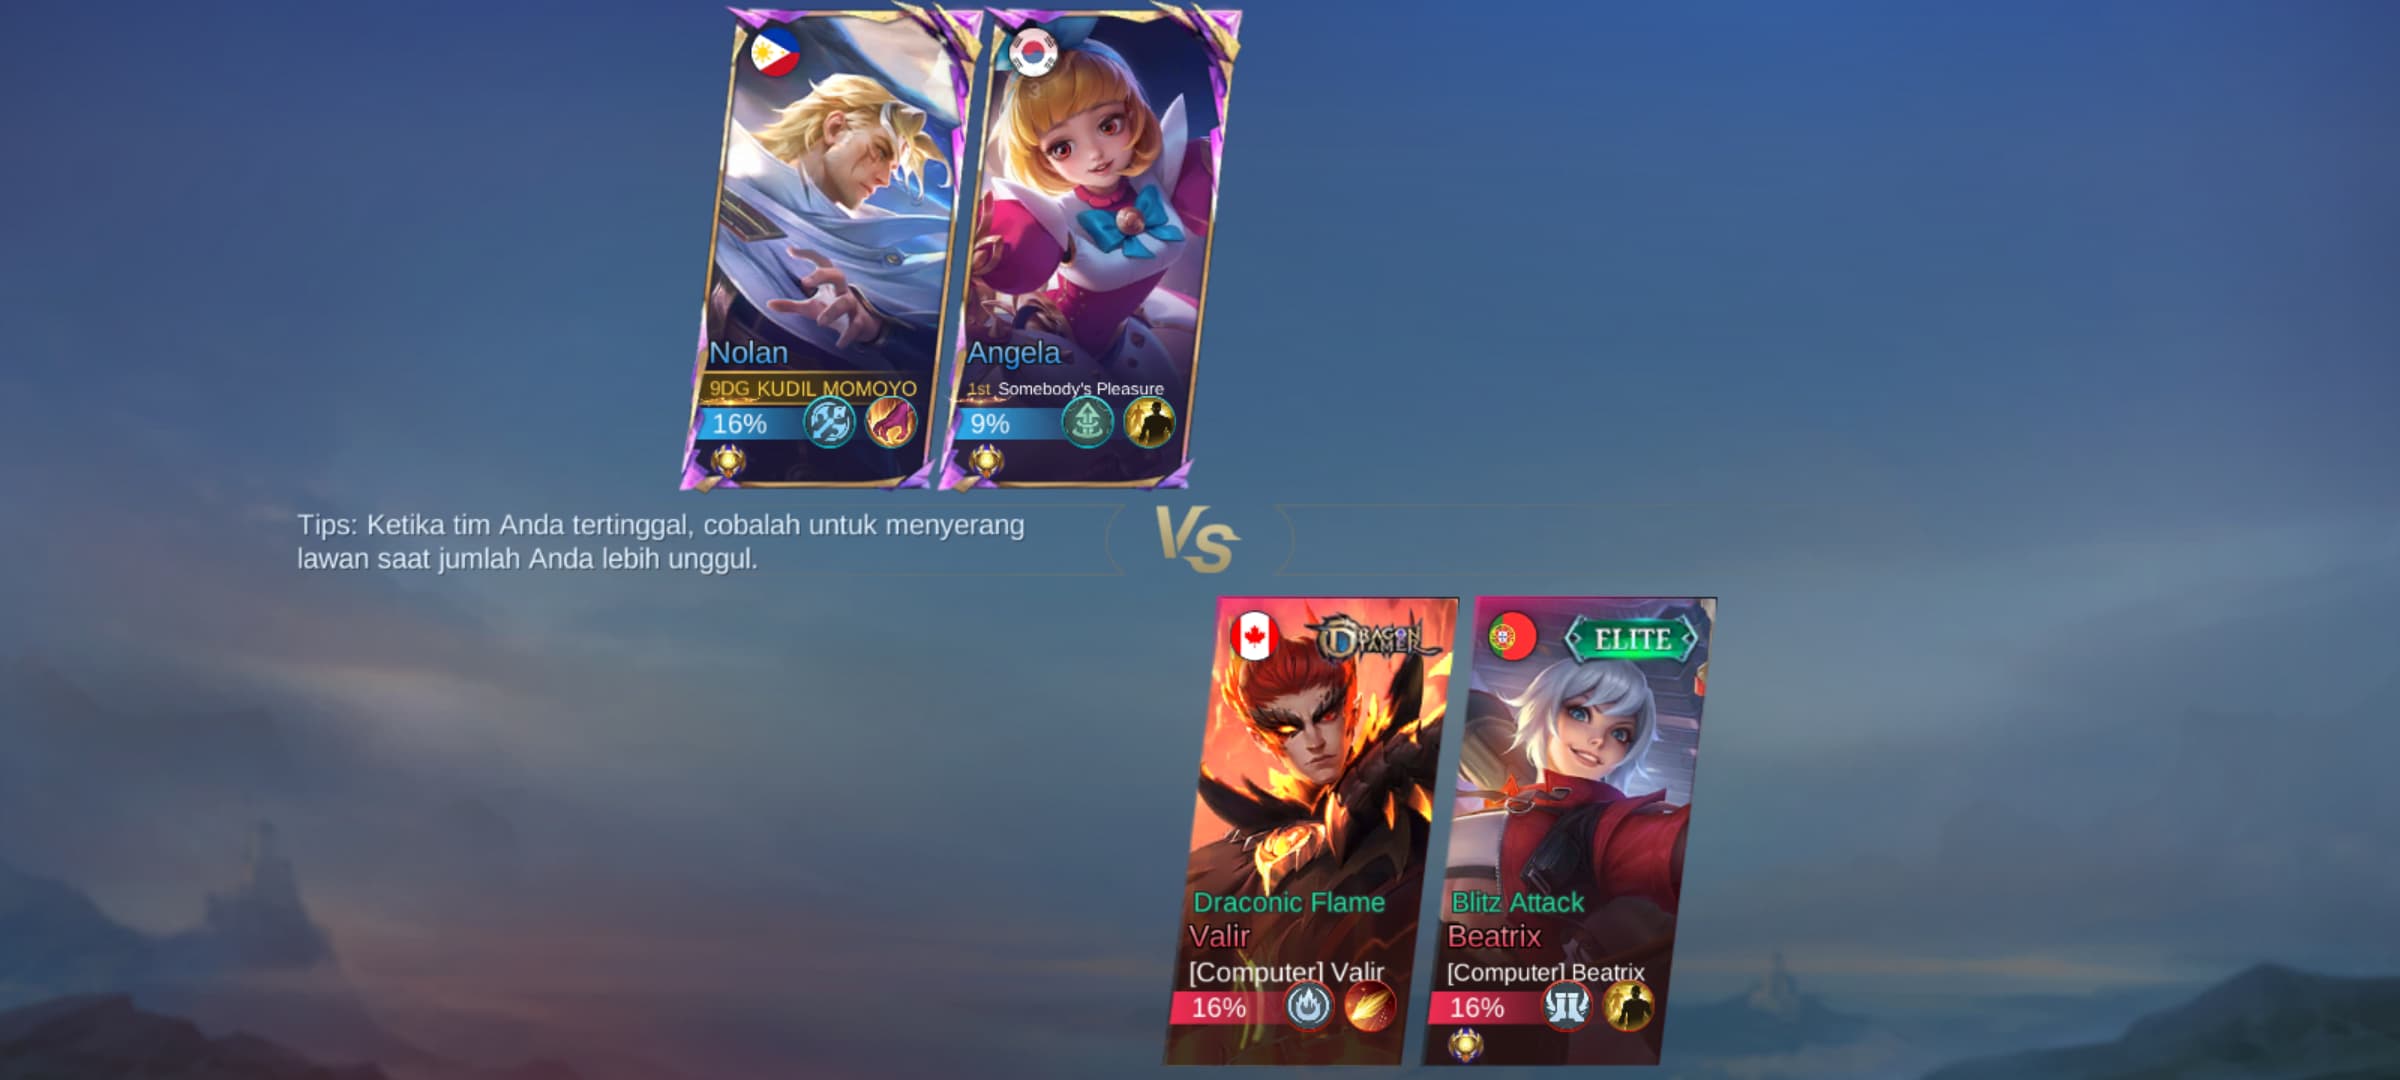 Nolan
9DG KUDIL MOMOYO
16%
Angela
1st Somebody's Pleasure
9%
Tips: Ketika tim Anda tertinggal, cobalah untuk menyerang
lawan saat jumlah Anda lebih unggul.
VS
DRAGON
TAMER
Draconic Flame
Valir
[Computer] Valir
16%
ELITE
Blitz Attack
Beatrix
[Computer] Beatrix
16%